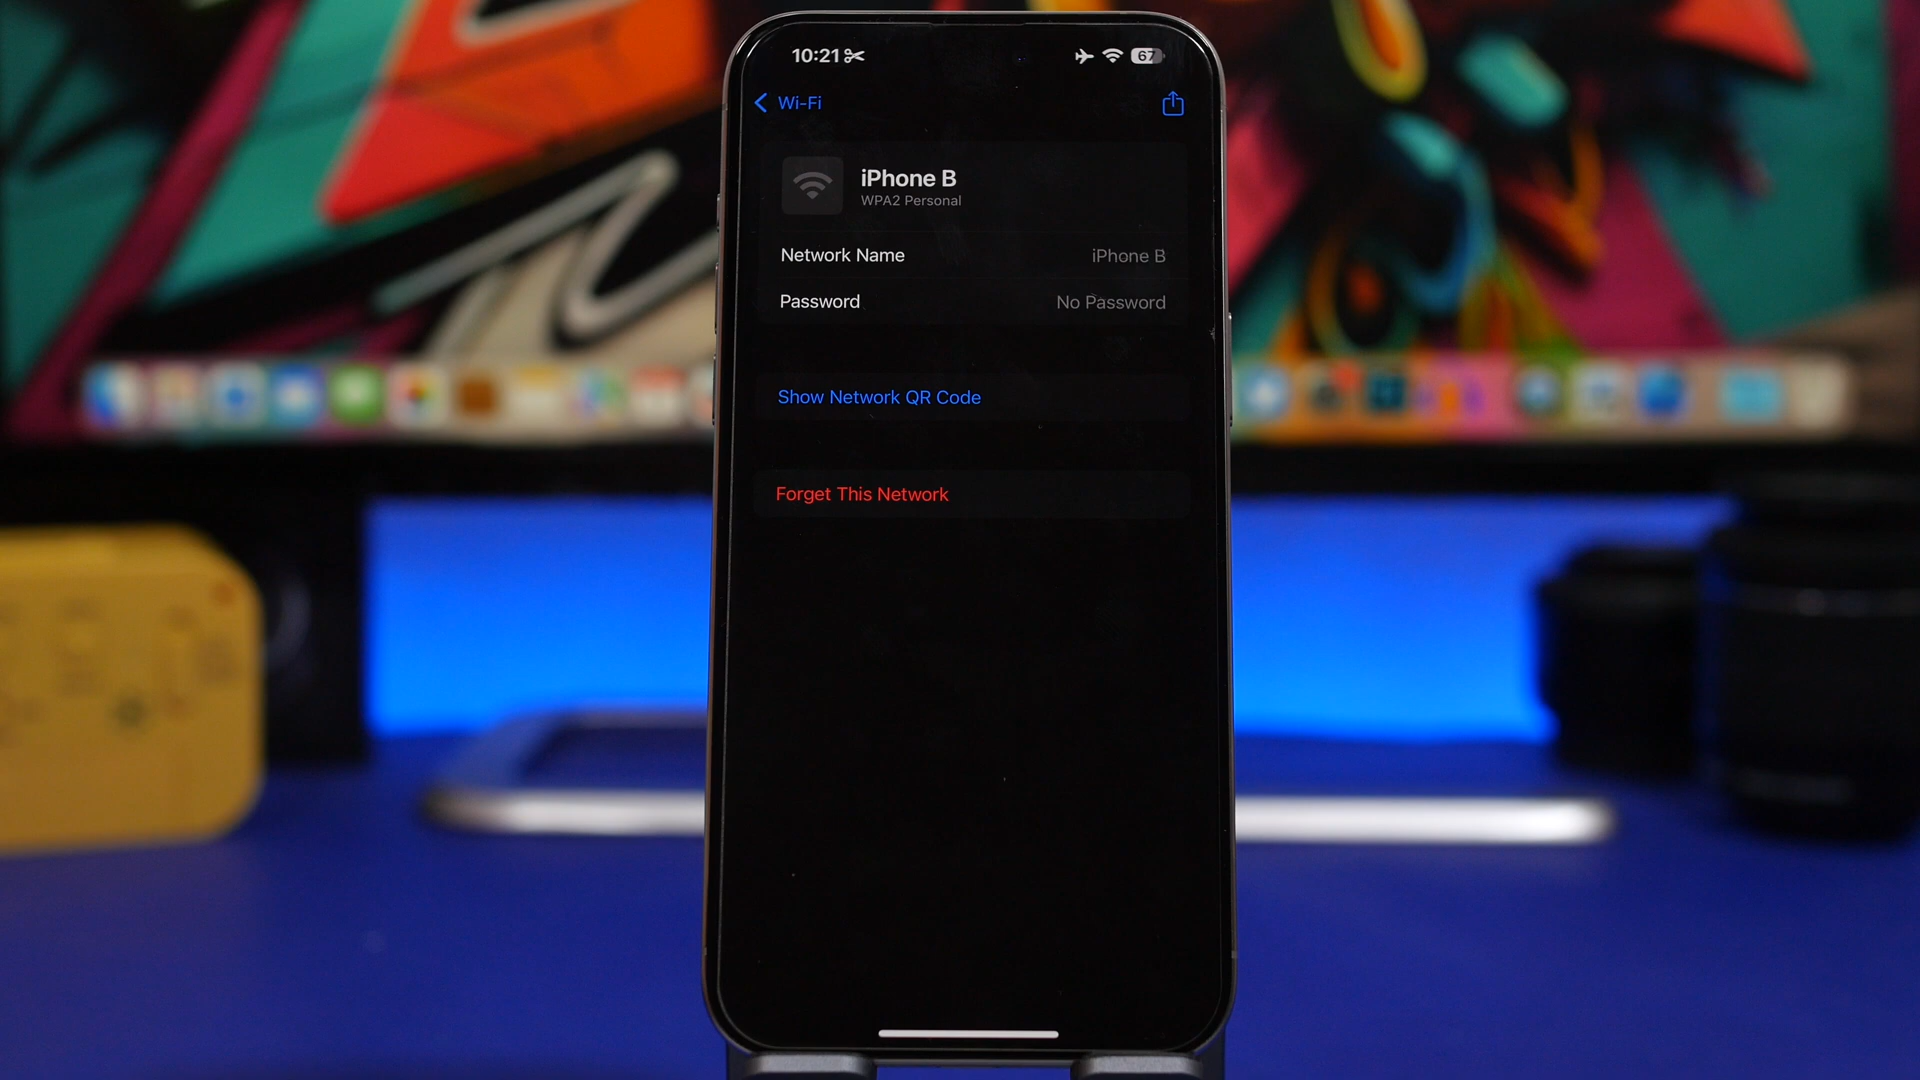 10:21
67
Wi-Fi
iPhone B
WPA2 Personal
Network Name iPhone B
Password No Password
Show Network QR Code
Forget This Network